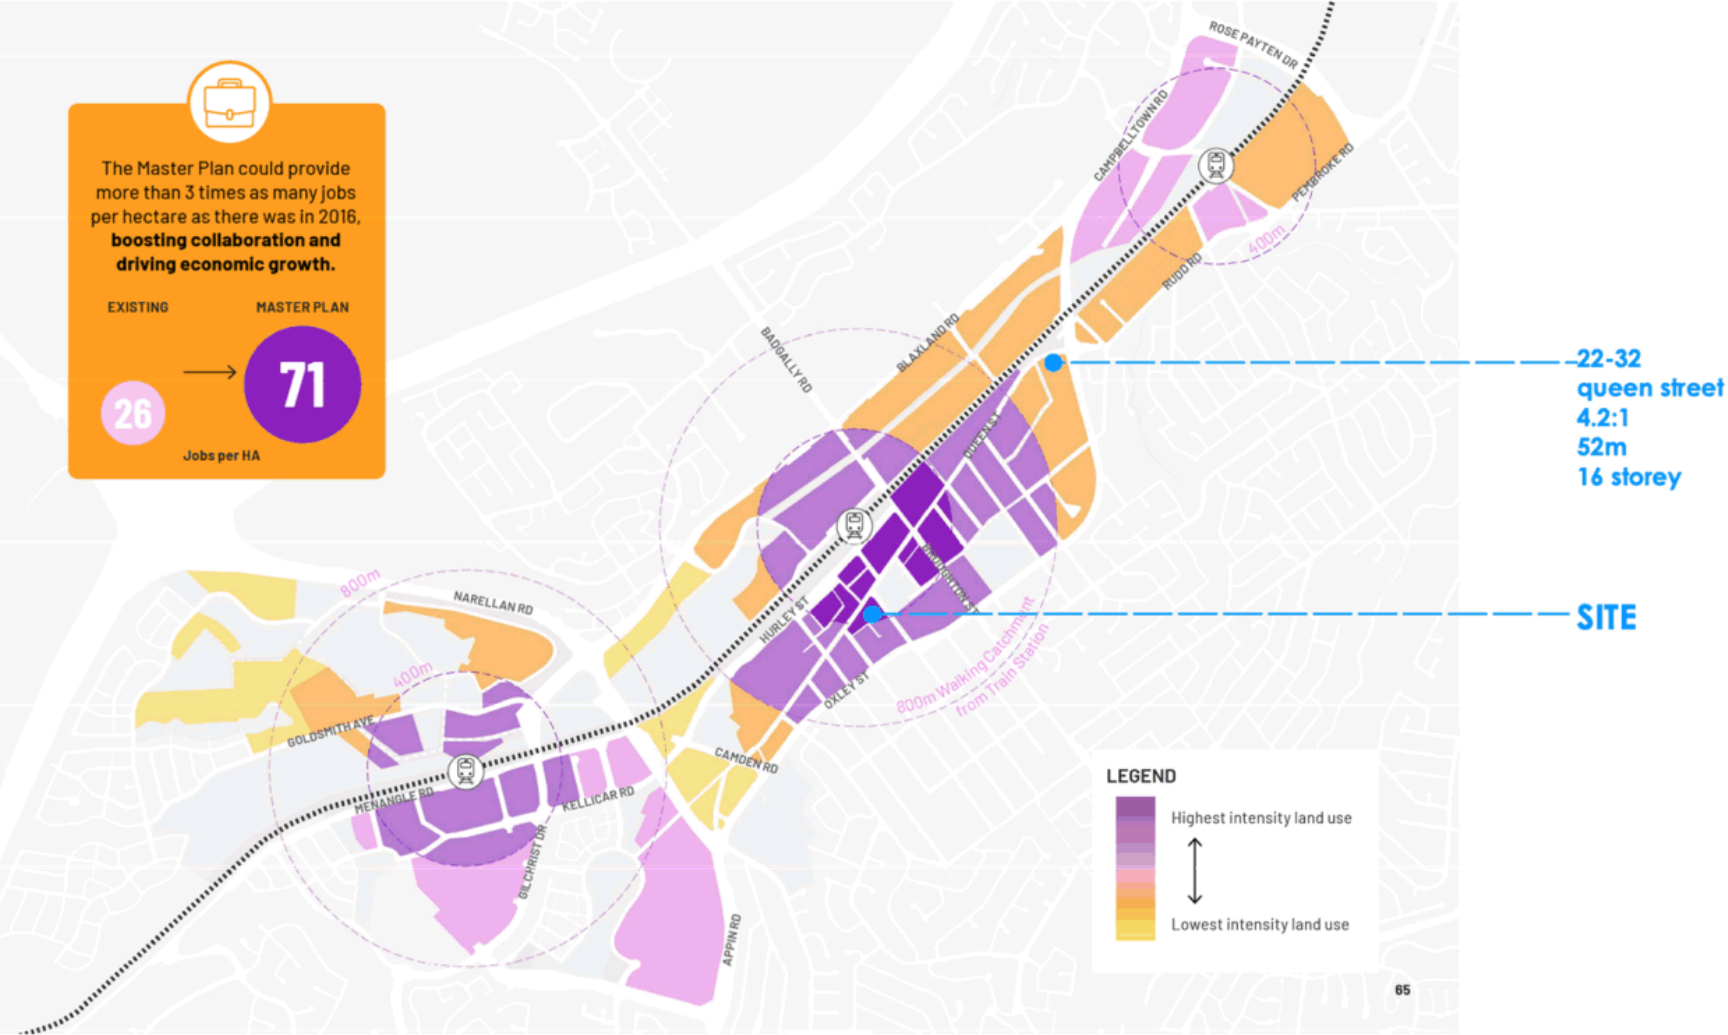 The Master Plan could provide
more than 3 times as many jobs
per hectare as there was in 2016,
boosting collaboration and
driving economic growth.
EXISTING
MASTER PLAN
26
71
Jobs per HA
ROSE PAYTEN DR
CAMPBELLTOWN RD
PEMBROKE RD
400m
RUDD RD
BLAXLAND RD
BADGALLY RD
QUEEN ST
22-32
queen street
4.2:1
52m
16 storey
HURLEY ST
SITE
OXLEY ST
800m Walking Catchment
from Train Station
800m
NARELLAN RD
400m
GOLDSMITH AVE
MENANGLE RD
KELLICAR RD
CAMDEN RD
GILCHRIST DR
APPIN RD
LEGEND
Highest intensity land use
Lowest intensity land use
65